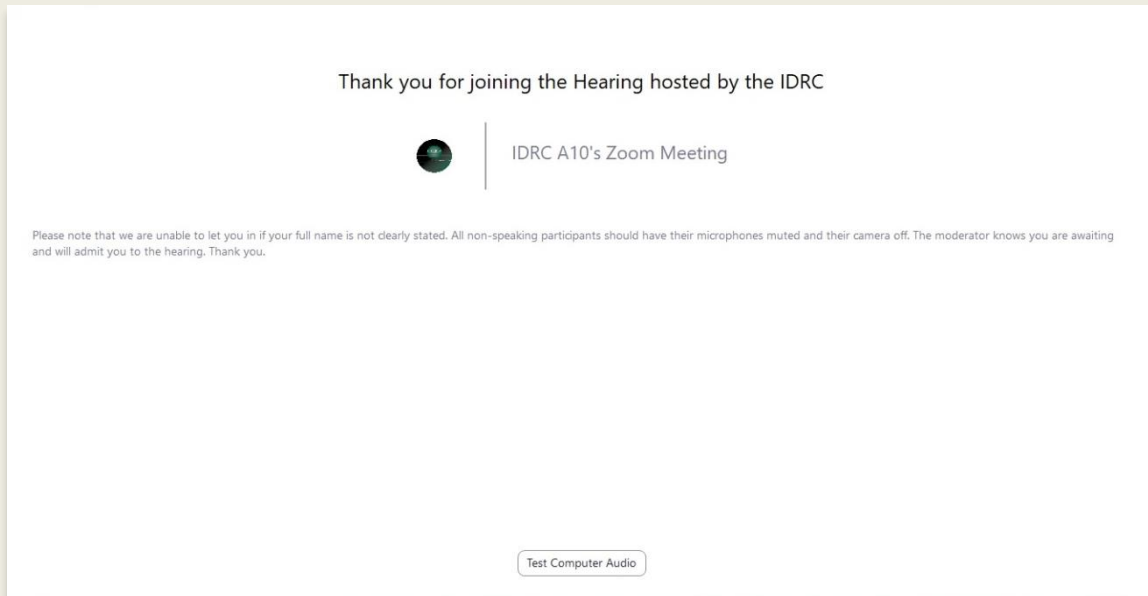 Thank you for joining the Hearing hosted by the IDRC
IDRC A10's Zoom Meeting
Please note that we are unable to let you in if your full name is not clearly stated. All non-speaking participants should have their microphones muted and their camera off. The moderator knows you are awaiting
and will admit you to the hearing. Thank you.
Test Computer Audio